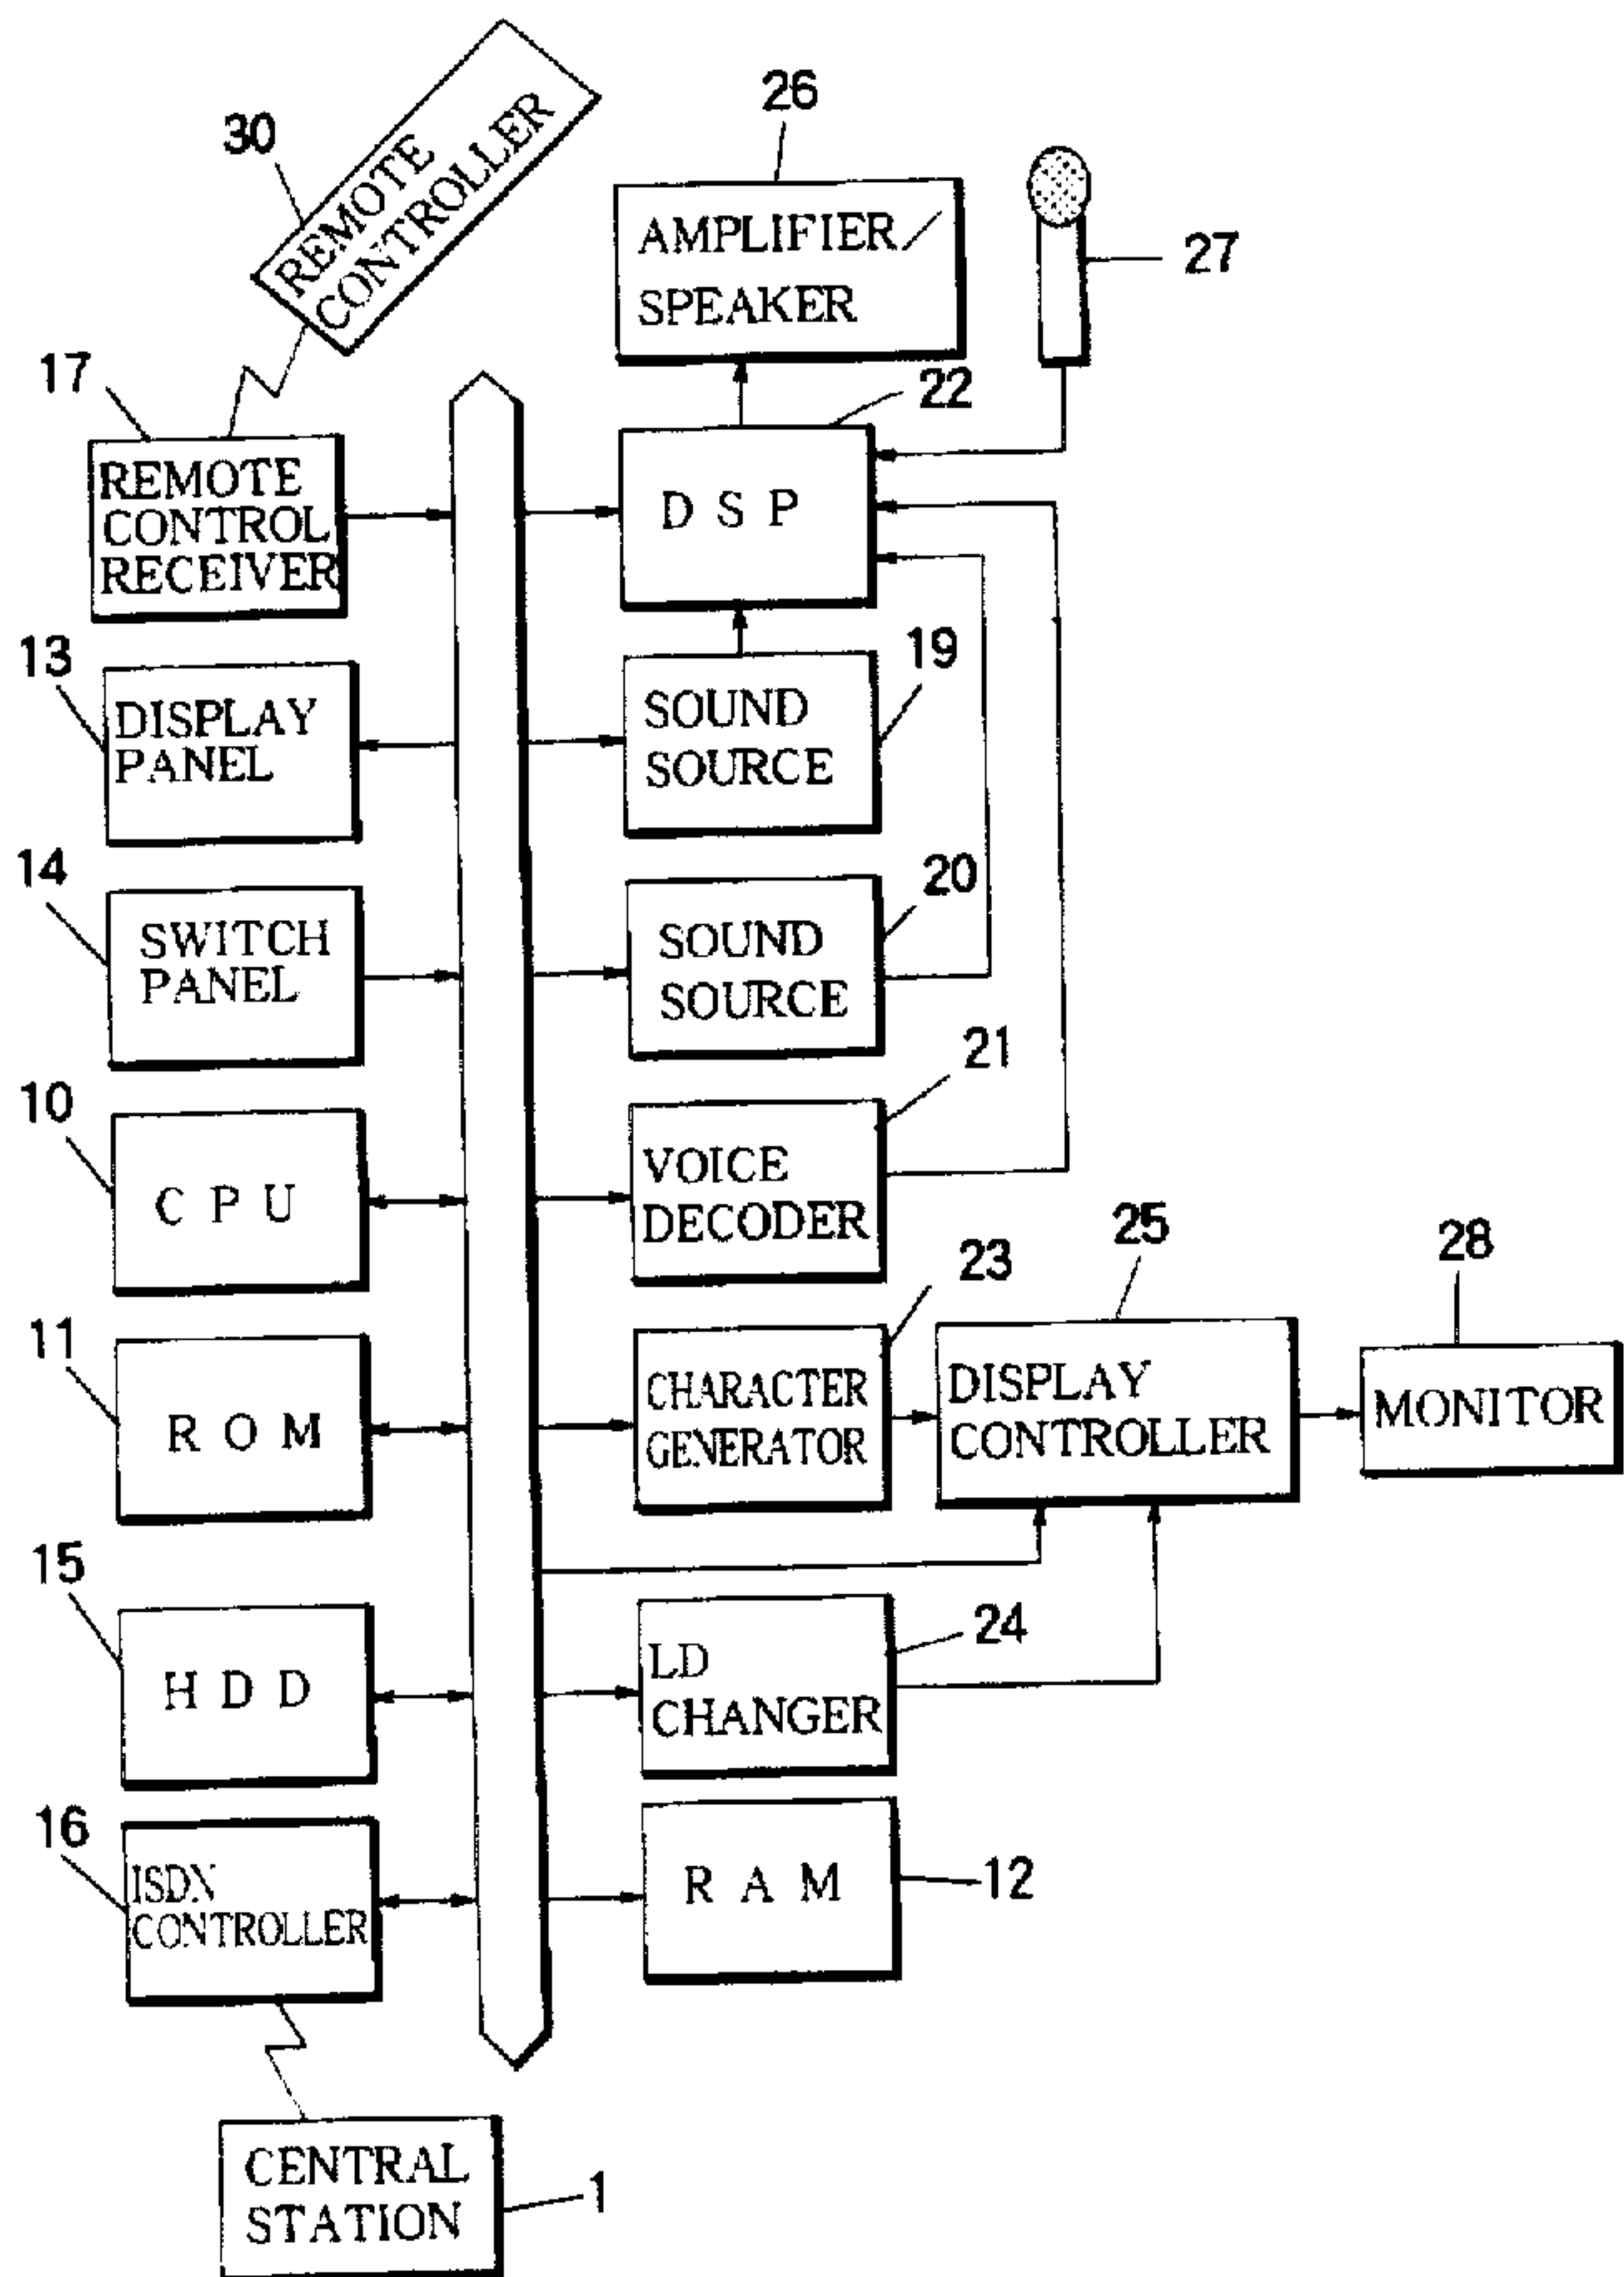 30
REMOTE
CONTROLLER
26
AMPLIFIER/
SPEAKER
27
17
REMOTE
CONTROL
RECEIVER
22
D S P
13
DISPLAY
PANEL
19
SOUND
SOURCE
14
SWITCH
PANEL
20
SOUND
SOURCE
10
C P U
21
VOICE
DECODER
11
R O M
23
CHARACTER
GENERATOR
25
DISPLAY
CONTROLLER
28
MONITOR
15
H D D
24
LD
CHANGER
16
ISDN
CONTROLLER
R A M
12
CENTRAL
STATION
1